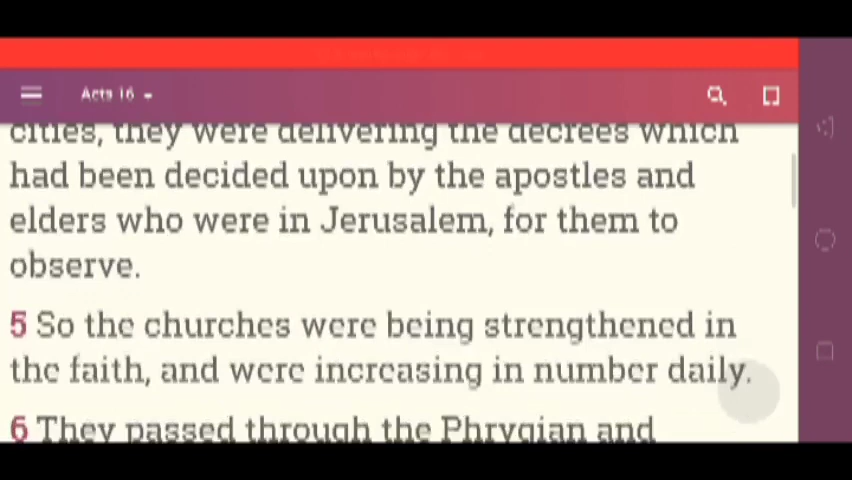 Acts 16
cities, they were delivering the decrees which
had been decided upon by the apostles and
elders who were in Jerusalem, for them to
observe.
5 So the churches were being strengthened in
the faith, and were increasing in number daily.
6 They passed through the Phrygian and